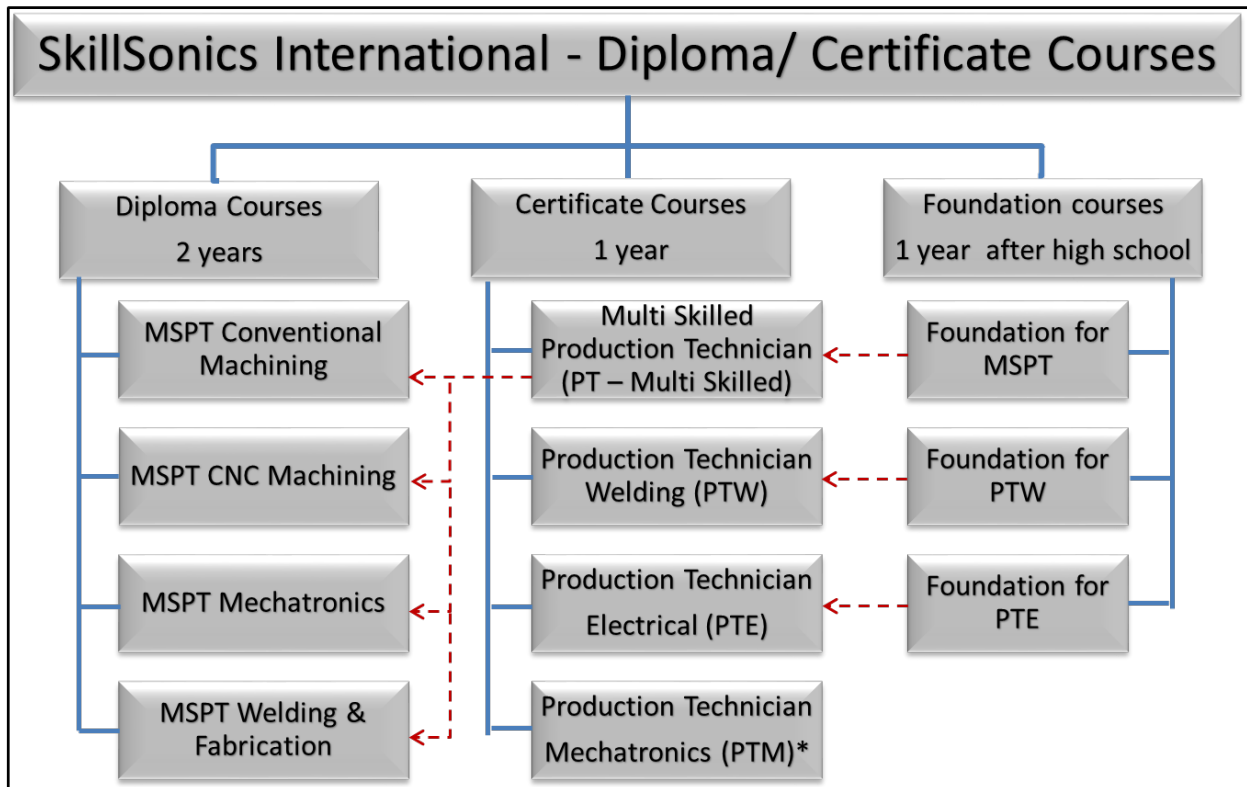 SkillSonics International - Diploma/ Certificate Courses
Diploma Courses
2 years
MSPT Conventional
Machining
MSPT CNC Machining
MSPT Mechatronics
MSPT Welding &
Fabrication
Certificate Courses
1 year
Multi Skilled
Production Technician
(PT – Multi Skilled)
Production Technician
Welding (PTW)
Production Technician
Electrical (PTE)
Production Technician
Mechatronics (PTM)*
Foundation courses
1 year after high school
Foundation for
MSPT
Foundation for
PTW
Foundation for
PTE